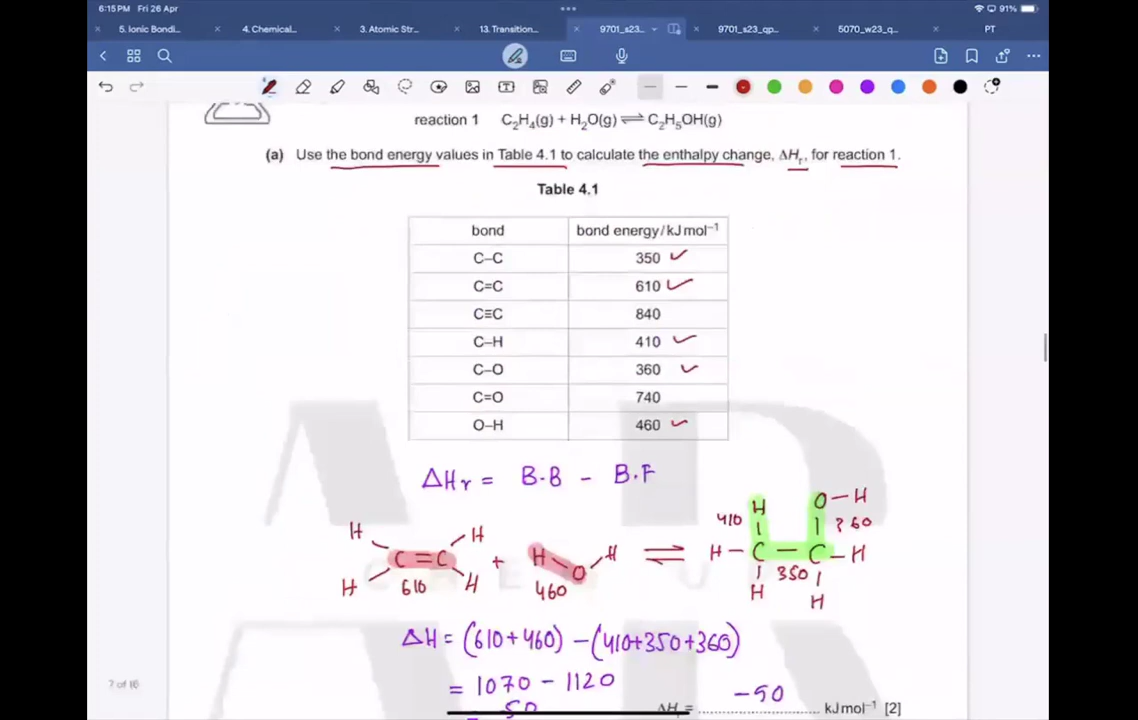 6:15 PM Fri 26 Apr
91%
5. Ionic Bondi...
4. Chemical...
3. Atomic Str...
13. Transition...
9701_s23...
9701_s23_qp...
5070_w23_q...
PT
reaction 1 C₂H₄(g) + H₂O(g) ⇌ C₂H₅OH(g)
(a) Use the bond energy values in Table 4.1 to calculate the enthalpy change, ΔHᵣ, for reaction 1.
Table 4.1
bond bond energy/kJ mol⁻¹
C–C 350 ✓
C=C 610 ✓
C≡C 840
C–H 410 ✓
C–O 360 ✓
C=O 740
O–H 460 ✓
ΔHr = B.B - B.F
H O–H
410 H | 360
H H
C=C + H O H ⇌ H – C – C – H
H 610 H 460 350
H H
ΔH = (610+460) – (410+350+360)
= 1070 - 1120
7 of 16
= 50
ΔHᵣ = -50 kJ mol⁻¹ [2]